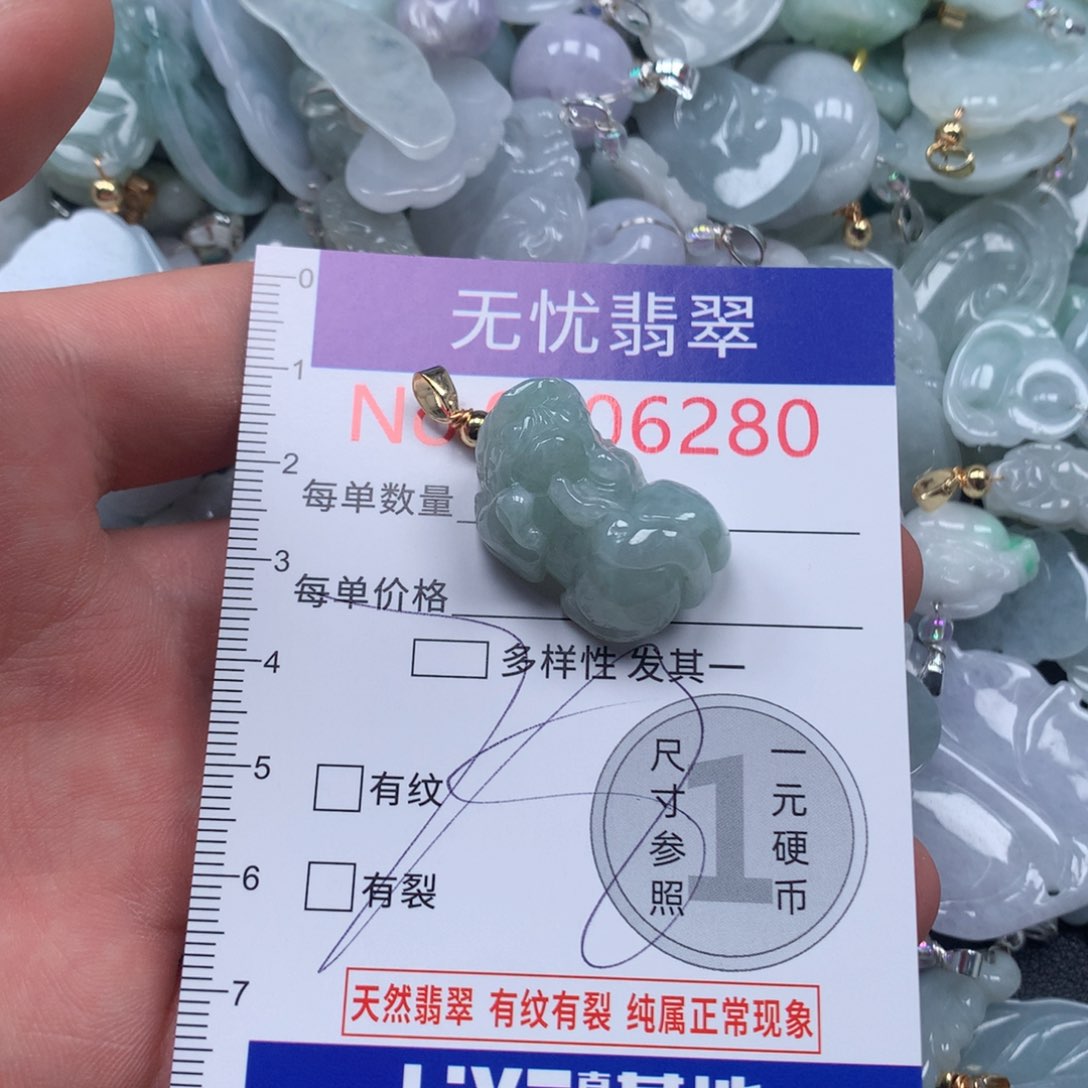 0
无忧翡翠
1
No 06280
2
每单数量
3
每单价格
4
多样性 发其一
5
有纹
尺寸参照
1
一元硬币
6
有裂
7
天然翡翠 有纹有裂 纯属正常现象